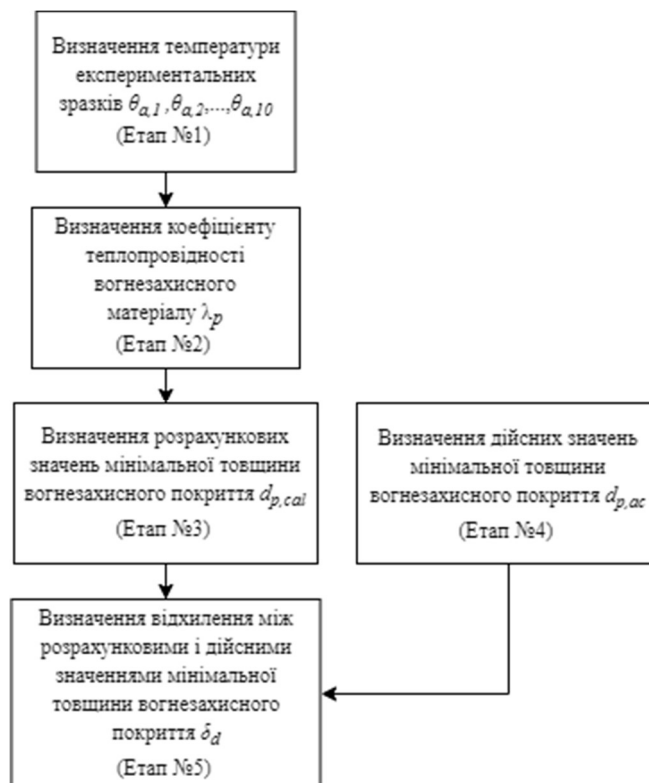 Визначення температури
експериментальних
зразків θa,1 ,θa,2,...,θa,10
(Етап №1)
Визначення коефіцієнту
теплопровідності
вогнезахисного
матеріалу λp
(Етап №2)
Визначення розрахункових
значень мінімальної товщини
вогнезахисного покриття dp,cal
(Етап №3)
Визначення дійсних значень
мінімальної товщини
вогнезахисного покриття dp,ac
(Етап №4)
Визначення відхилення між
розрахунковими і дійсними
значеннями мінімальної
товщини вогнезахисного
покриття δd
(Етап №5)